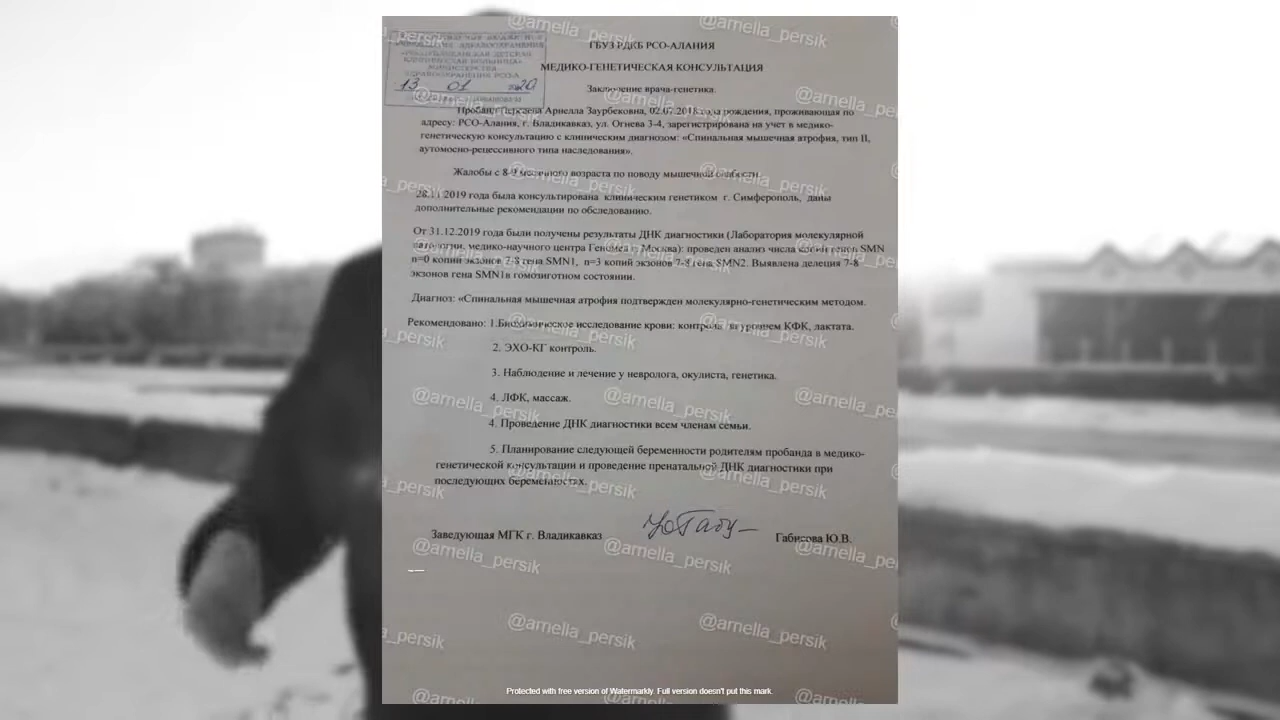 ГБУЗ РДКБ РСО-АЛАНИЯ
МЕДИКО-ГЕНЕТИЧЕСКАЯ КОНСУЛЬТАЦИЯ
Заключение врача-генетика.
13 01 2020
Пробанд Арнелла Заурбековна, 02.07.2018 года рождения, проживающая по
адресу: РСО-Алания, г. Владикавказ, ул. Огнева 3-4, зарегистрирована на учет в медико-
генетическую консультацию с клиническим диагнозом: «Спинальная мышечная атрофия, тип II,
аутомосно-рецессивного типа наследования».
Жалобы с 8-9 месячного возраста по поводу мышечной слабости.
28.11.2019 года была консультирована клиническим генетиком г. Симферополь, даны
дополнительные рекомендации по обследованию.
От 31.12.2019 года были получены результаты ДНК диагностики (Лаборатория молекулярной
патологии, медико-научного центра Геномед г. Москва): проведен анализ числа копий генов SMN
n=0 копий экзонов 7-8 гена SMN1, n=3 копий экзонов 7-8 гена SMN2. Выявлена делеция 7-8
экзонов гена SMN1в гомозиготном состоянии.
Диагноз: «Спинальная мышечная атрофия подтвержден молекулярно-генетическим методом.
Рекомендовано: 1.Биохимическое исследование крови: контроль за уровнем КФК, лактата.
2. ЭХО-КГ контроль.
3. Наблюдение и лечение у невролога, окулиста, генетика.
4. ЛФК, массаж.
4. Проведение ДНК диагностики всем членам семьи.
5. Планирование следующей беременности родителям пробанда в медико-
генетической консультации и проведение пренатальной ДНК диагностики при
последующих беременностях.
Заведующая МГК г. Владикавказ Габисова Ю.В.
@arnella_persik
Protected with free version of Watermarkly. Full version doesn't put this mark.